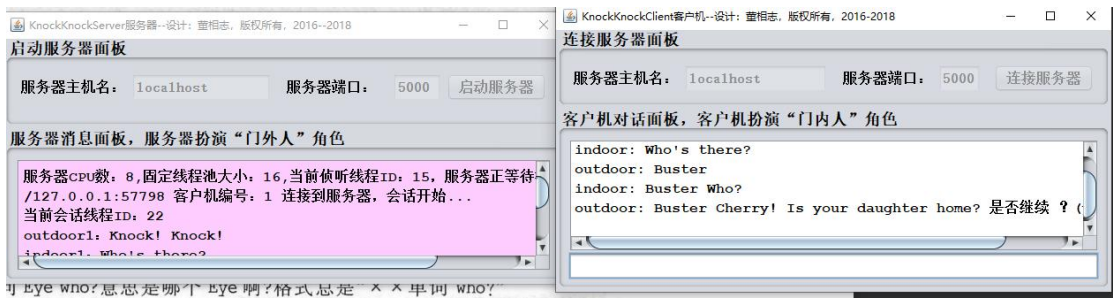 KnockKnockServer服务器--设计：董相志，版权所有，2016--2018
启动服务器面板
服务器主机名： localhost 服务器端口： 5000 启动服务器
服务器消息面板，服务器扮演“门外人”角色
服务器CPU数：8,固定线程池大小：16,当前侦听线程ID：15，服务器正等待
/127.0.0.1:57798 客户机编号：1 连接到服务器，会话开始...
当前会话线程ID：22
outdoor1：Knock! Knock!
indoor1：Who's there?
KnockKnockClient客户机--设计：董相志，版权所有，2016-2018
连接服务器面板
服务器主机名： localhost 服务器端口： 5000 连接服务器
客户机对话面板，客户机扮演“门内人”角色
indoor: Who's there?
outdoor: Buster
indoor: Buster Who?
outdoor: Buster Cherry! Is your daughter home? 是否继续 ？(
Eye who?意思是哪个 Eye 啊?格式总是“××单词 who?”